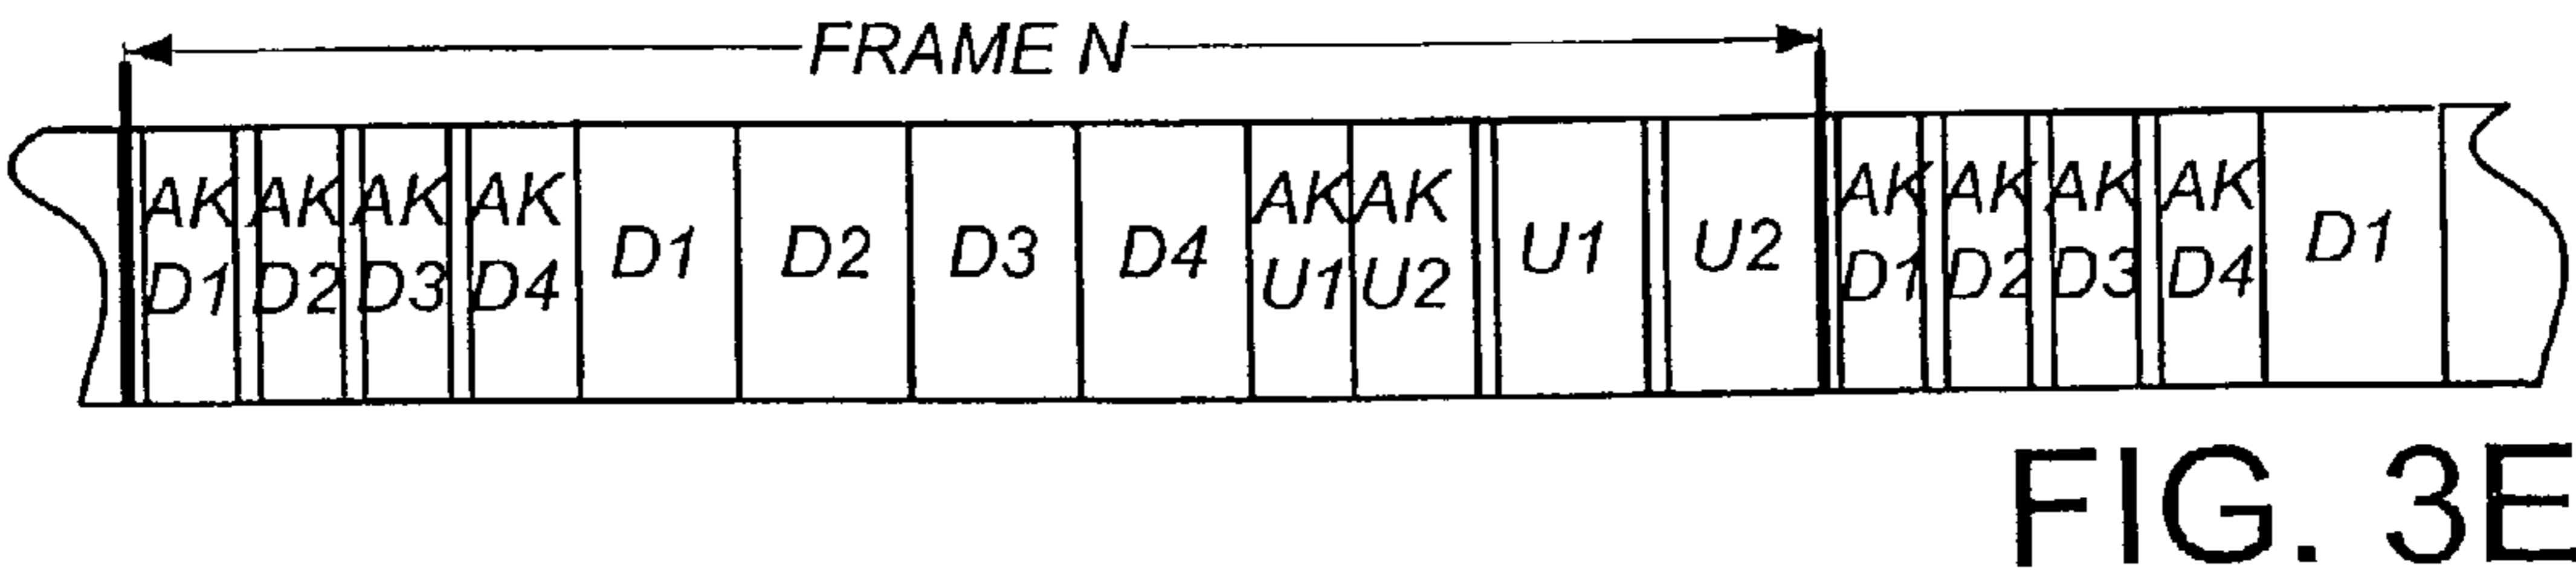 FRAME N
AK AK AK AK D1 D2 D3 D4 AK AK U1 U2 AK AK AK AK D1
D1 D2 D3 D4 U1 U2 D1 D2 D3 D4
FIG. 3E